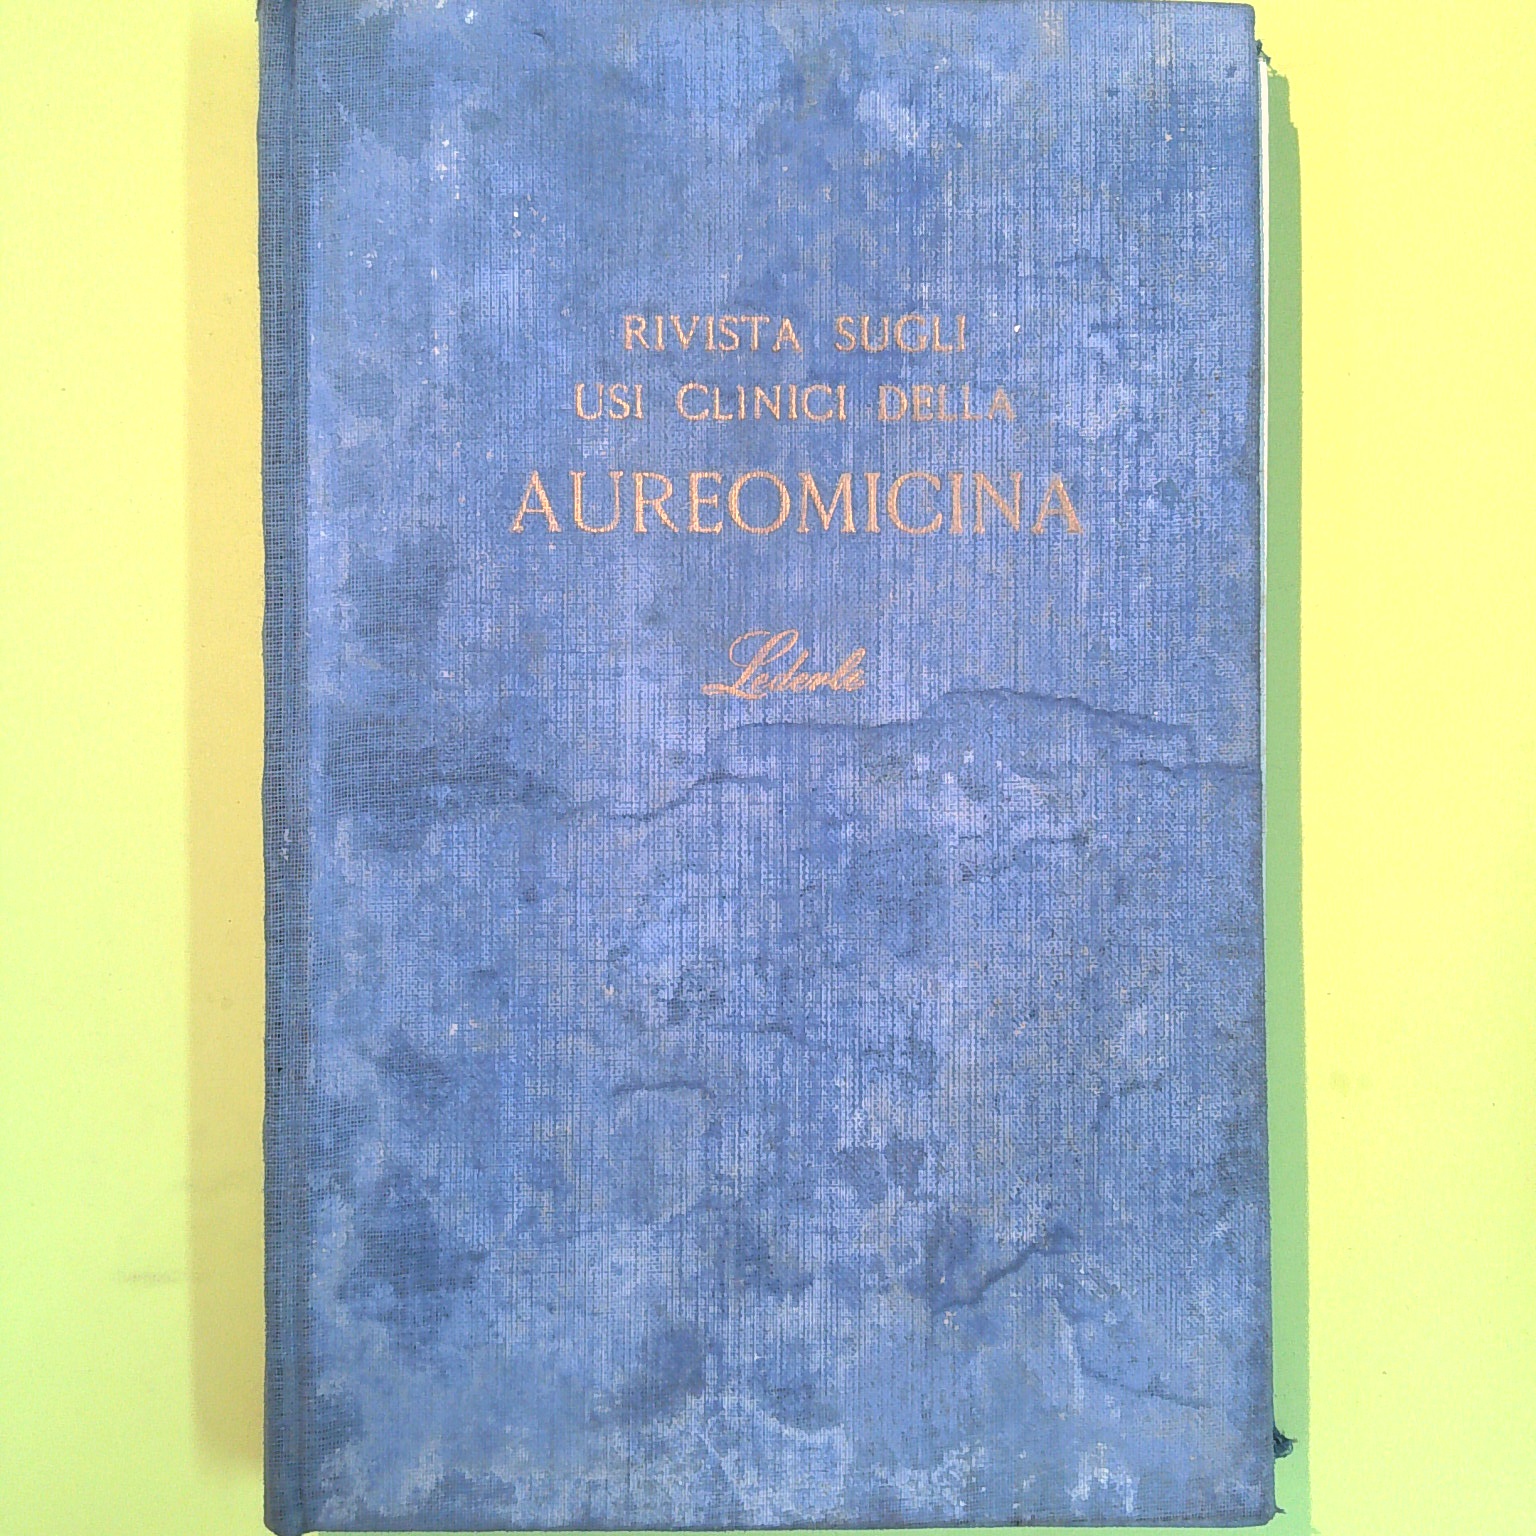 RIVISTA SUGLI
USI CLINICI DELLA
AUREOMICINA
Lederle